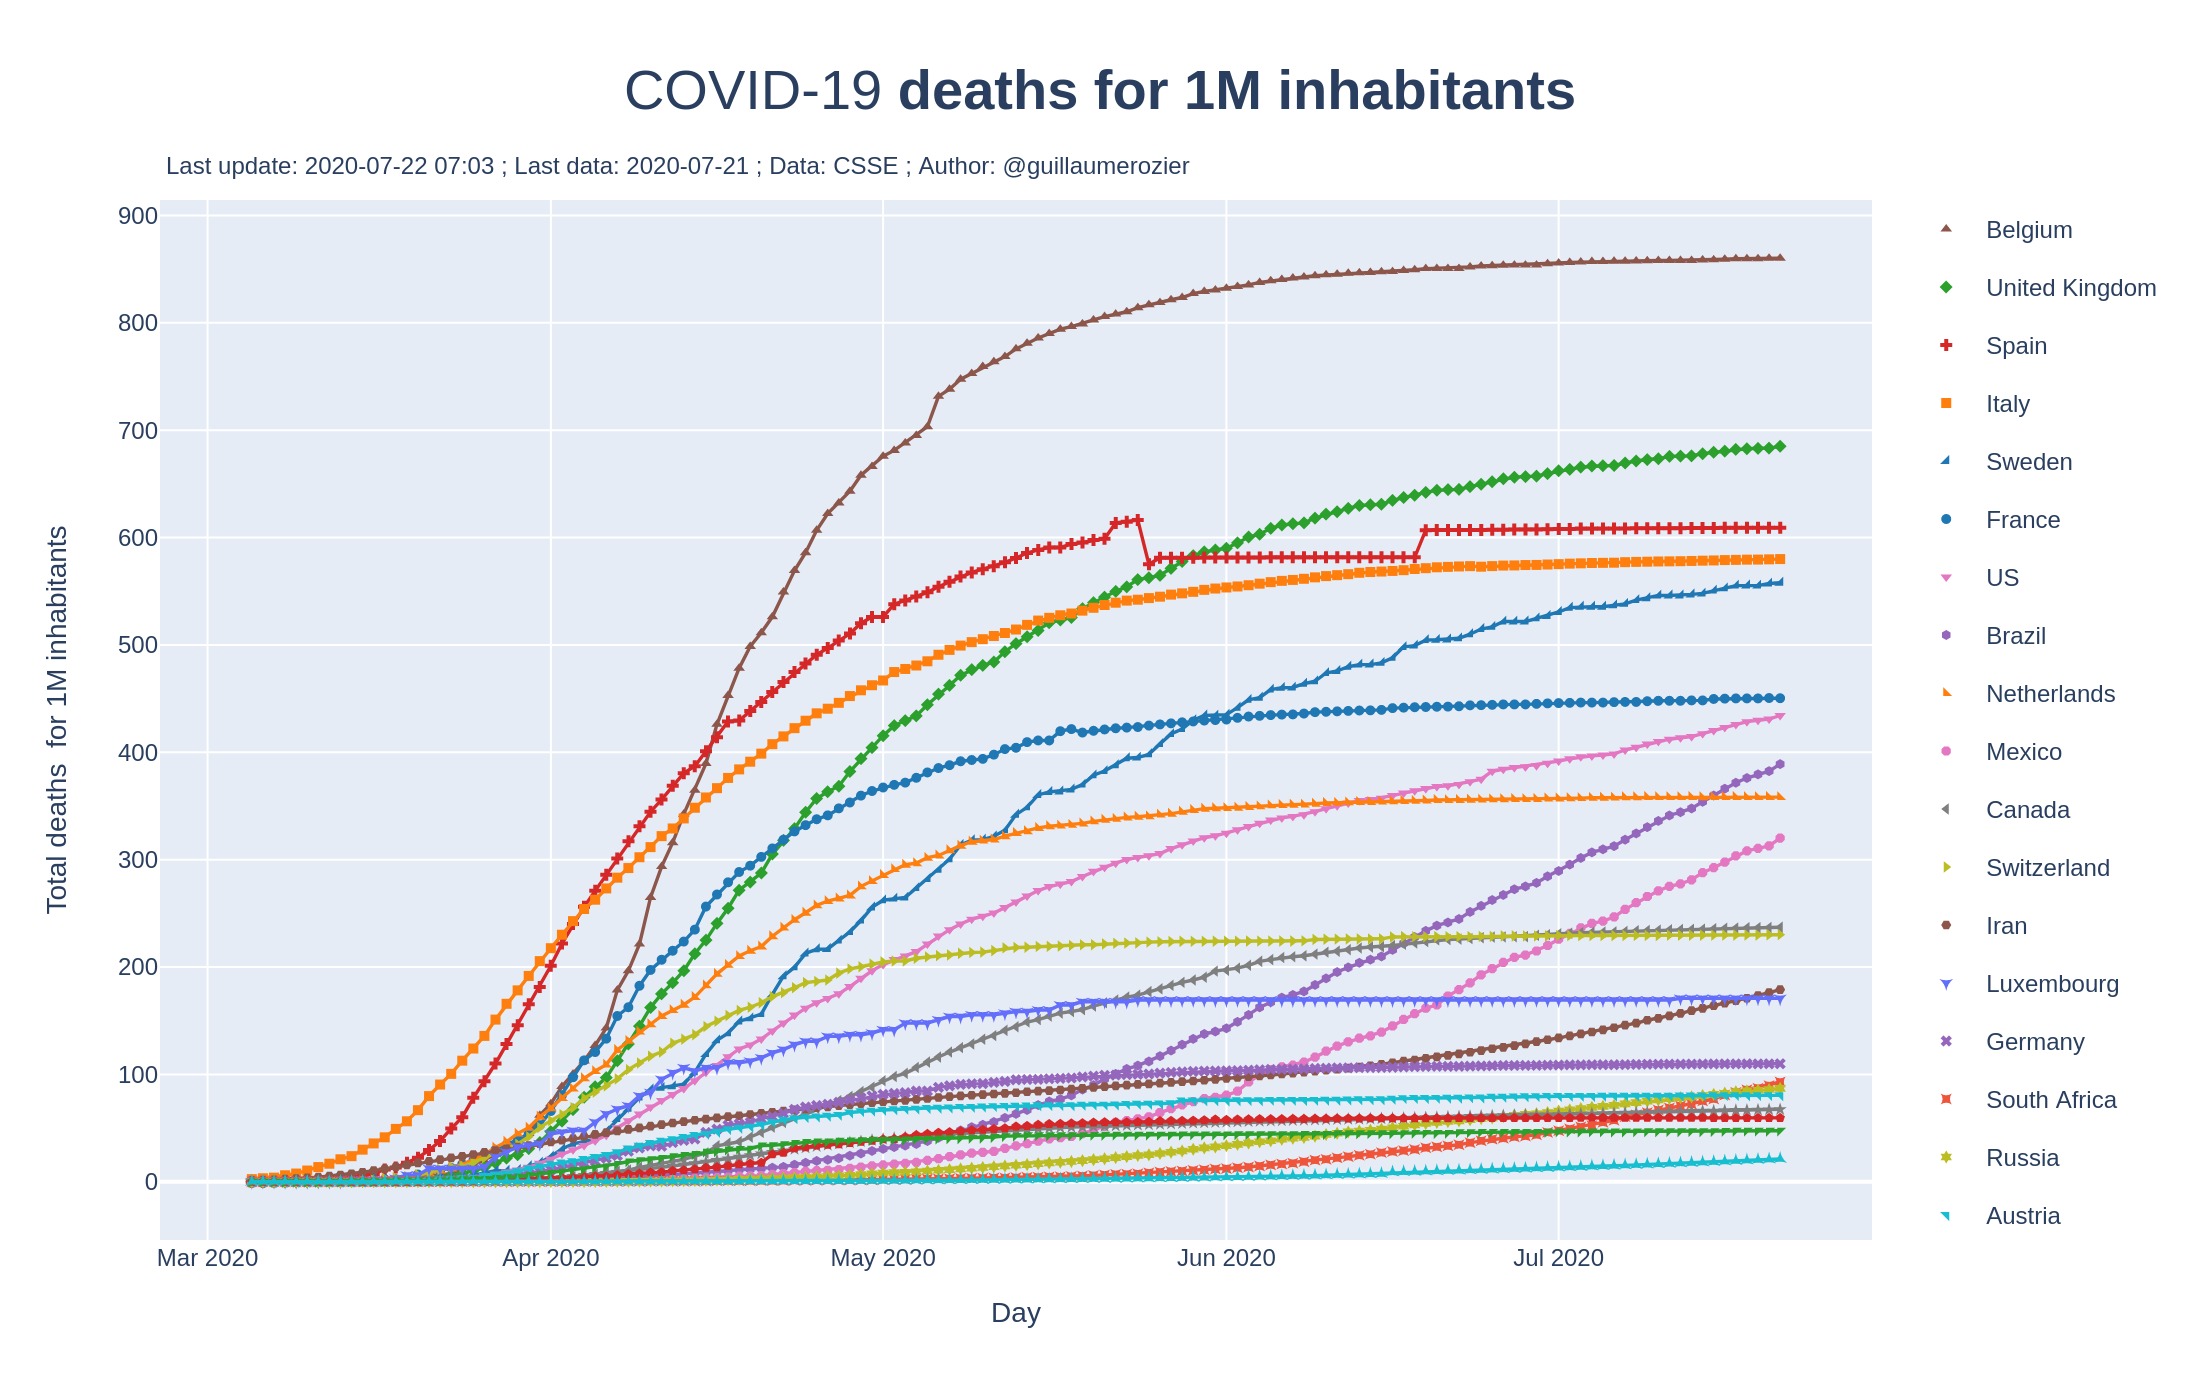 COVID-19 deaths for 1M inhabitants
Last update: 2020-07-22 07:03 ; Last data: 2020-07-21 ; Data: CSSE ; Author: @guillaumerozier
Total deaths for 1M inhabitants
900
800
700
600
500
400
300
200
100
0
Mar 2020
Apr 2020
May 2020
Jun 2020
Jul 2020
Day
Belgium
United Kingdom
Spain
Italy
Sweden
France
US
Brazil
Netherlands
Mexico
Canada
Switzerland
Iran
Luxembourg
Germany
South Africa
Russia
Austria